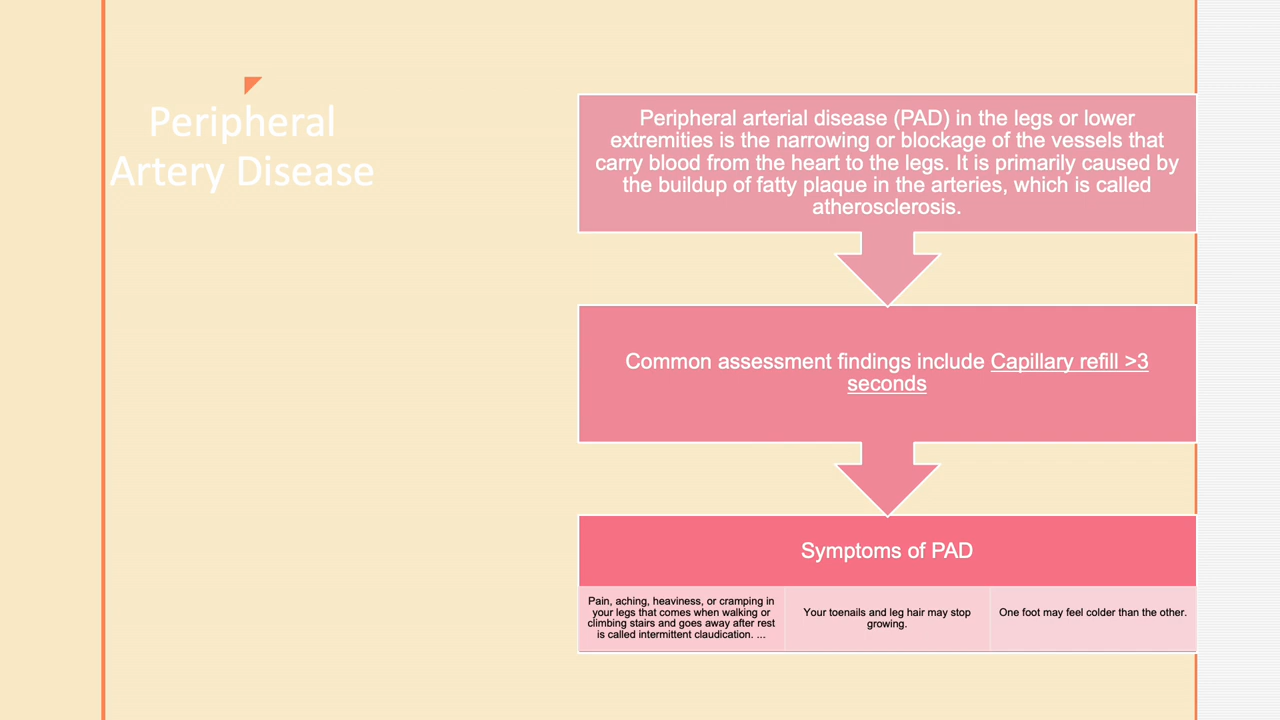 Peripheral
Artery Disease
Peripheral arterial disease (PAD) in the legs or lower
extremities is the narrowing or blockage of the vessels that
carry blood from the heart to the legs. It is primarily caused by
the buildup of fatty plaque in the arteries, which is called
atherosclerosis.
Common assessment findings include Capillary refill >3
seconds
Symptoms of PAD
Pain, aching, heaviness, or cramping in
your legs that comes when walking or
climbing stairs and goes away after rest
is called intermittent claudication. ...
Your toenails and leg hair may stop
growing.
One foot may feel colder than the other.